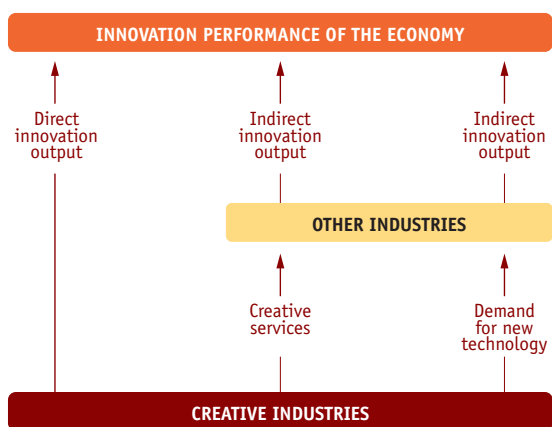 INNOVATION PERFORMANCE OF THE ECONOMY
Direct
innovation
output
Indirect
innovation
output
Indirect
innovation
output
OTHER INDUSTRIES
Creative
services
Demand
for new
technology
CREATIVE INDUSTRIES